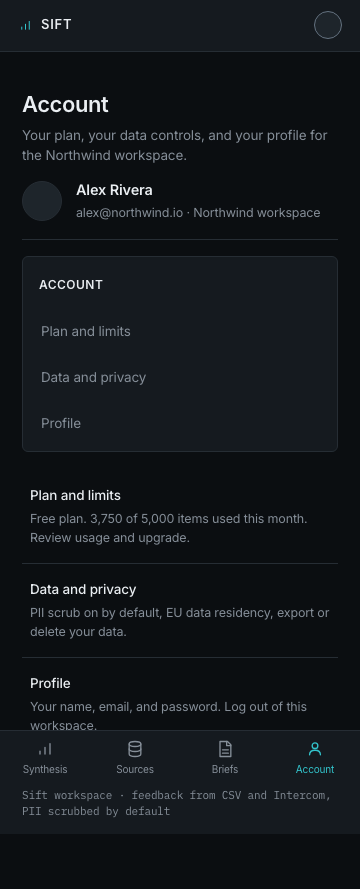 SIFT
Account
Your plan, your data controls, and your profile for
the Northwind workspace.
Alex Rivera
alex@northwind.io · Northwind workspace
ACCOUNT
Plan and limits
Data and privacy
Profile
Plan and limits
Free plan. 3,750 of 5,000 items used this month.
Review usage and upgrade.
Data and privacy
PII scrub on by default, EU data residency, export or
delete your data.
Profile
Your name, email, and password. Log out of this
workspace.
Synthesis Sources Briefs Account
Sift workspace · feedback from CSV and Intercom,
PII scrubbed by default